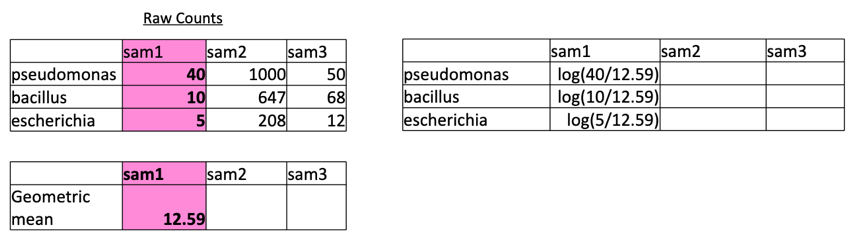 Raw Counts
sam1 sam2 sam3
pseudomonas 40 1000 50
bacillus 10 647 68
escherichia 5 208 12
sam1 sam2 sam3
Geometric
mean 12.59
sam1 sam2 sam3
pseudomonas log(40/12.59)
bacillus log(10/12.59)
escherichia log(5/12.59)